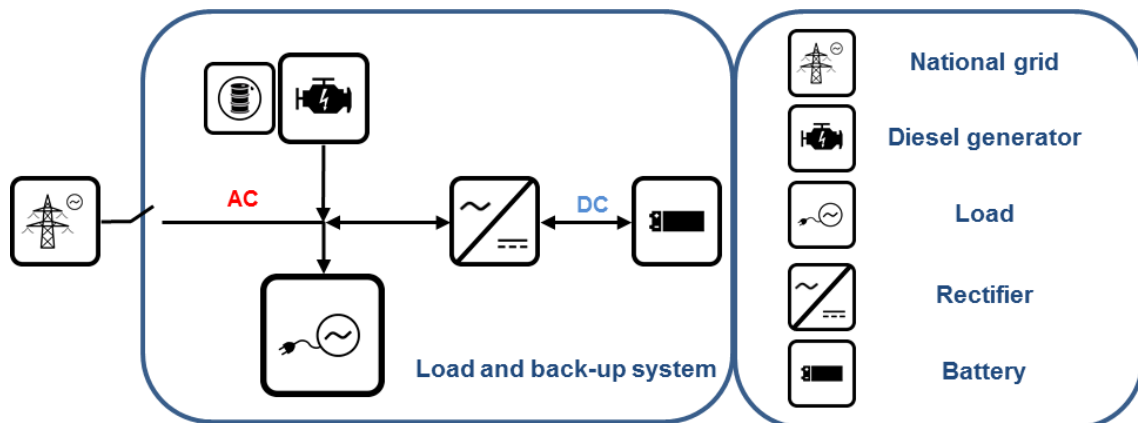 National grid
Diesel generator
AC
DC
Load
Rectifier
Load and back-up system
Battery